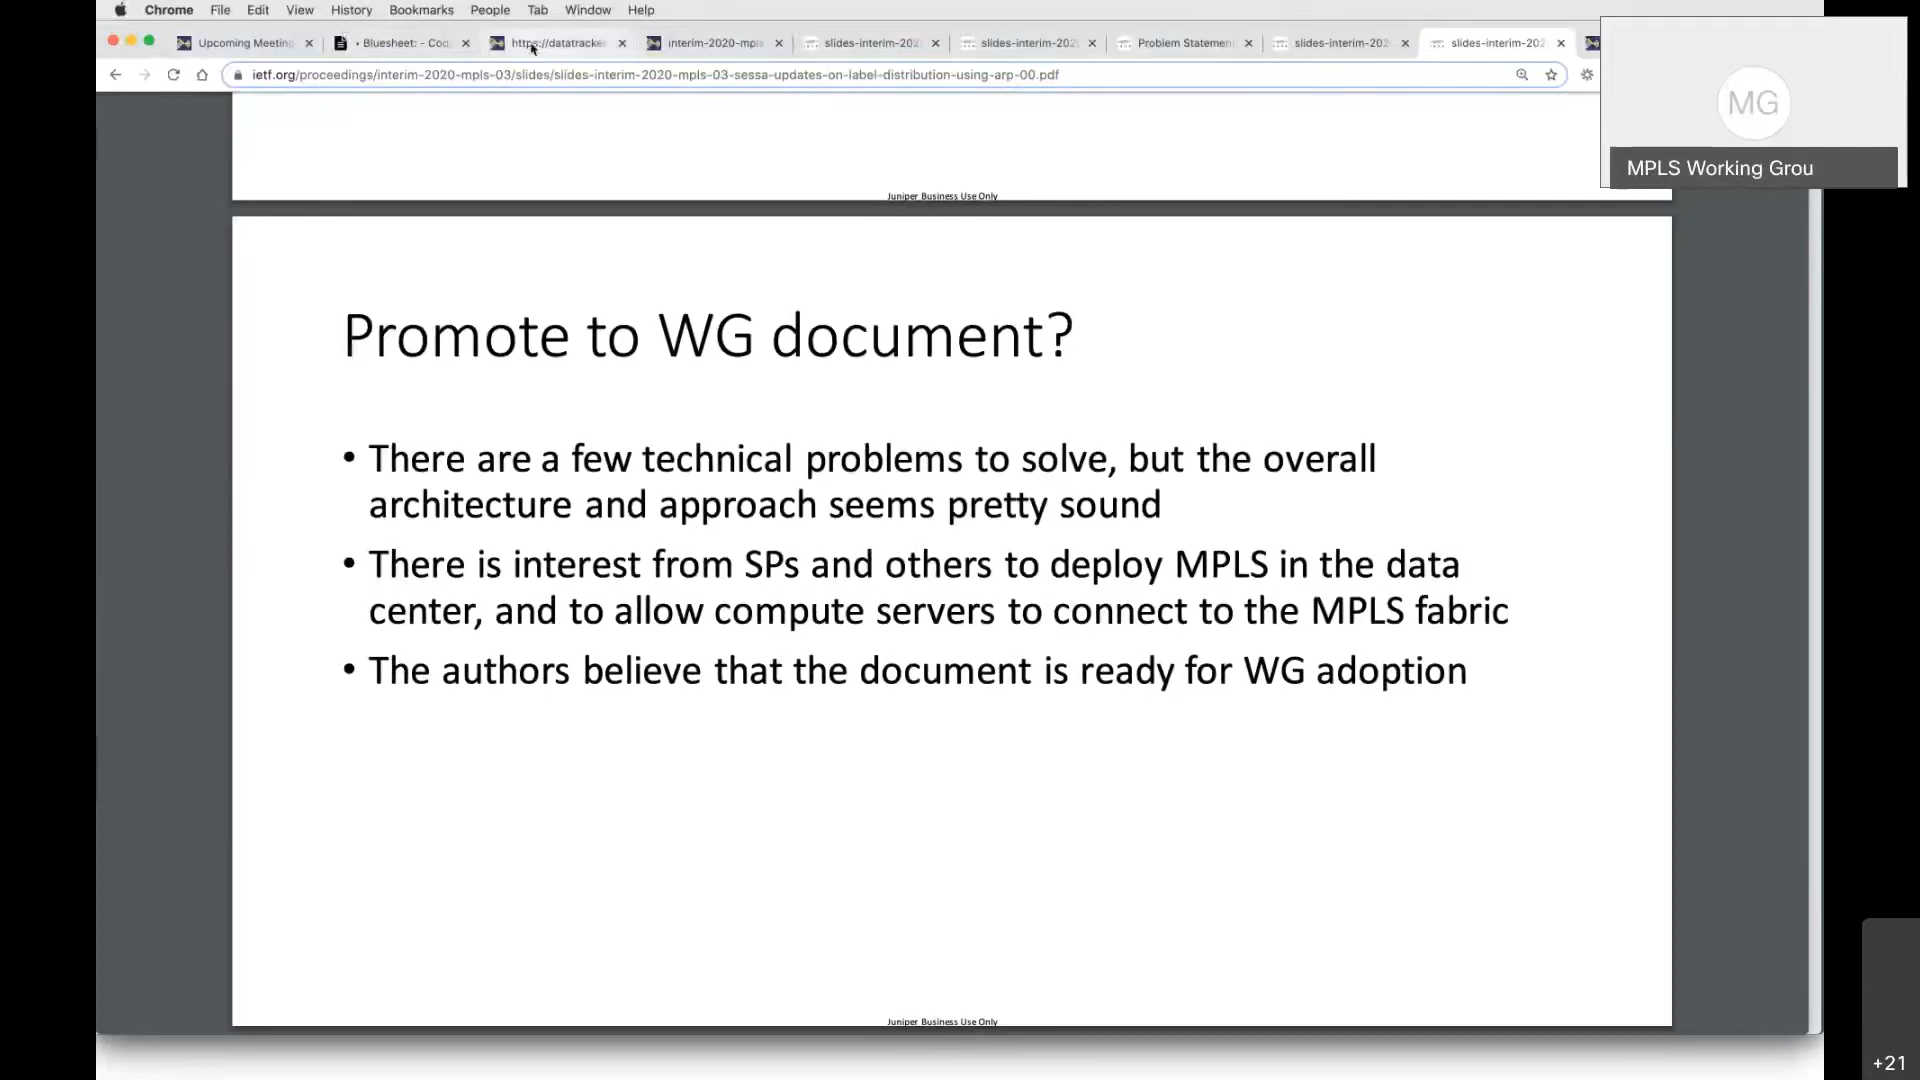 Chrome File Edit View History Bookmarks People Tab Window Help
Upcoming Meeting
• Bluesheet: - Coc
https://datatracker
interim-2020-mpls
slides-interim-202
slides-interim-202
Problem Statement
slides-interim-202
slides-interim-202
ietf.org/proceedings/interim-2020-mpls-03/slides/slides-interim-2020-mpls-03-sessa-updates-on-label-distribution-using-arp-00.pdf
MG
MPLS Working Grou
Juniper Business Use Only
Promote to WG document?
• There are a few technical problems to solve, but the overall
architecture and approach seems pretty sound
• There is interest from SPs and others to deploy MPLS in the data
center, and to allow compute servers to connect to the MPLS fabric
• The authors believe that the document is ready for WG adoption
Juniper Business Use Only
+21